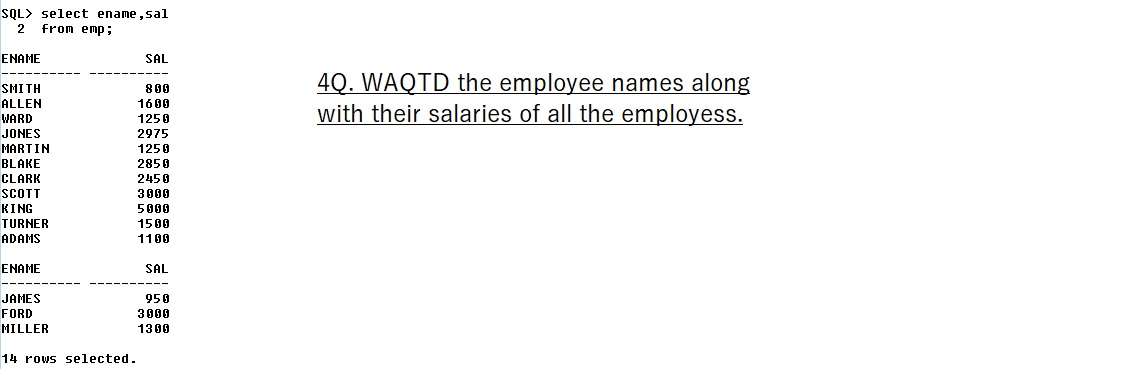 SQL> select ename,sal
  2  from emp;
ENAME             SAL
---------- ----------
SMITH             800
ALLEN            1600
WARD             1250
JONES            2975
MARTIN           1250
BLAKE            2850
CLARK            2450
SCOTT            3000
KING             5000
TURNER           1500
ADAMS            1100
ENAME             SAL
---------- ----------
JAMES             950
FORD             3000
MILLER           1300
14 rows selected.
4Q. WAQTD the employee names along
with their salaries of all the employess.